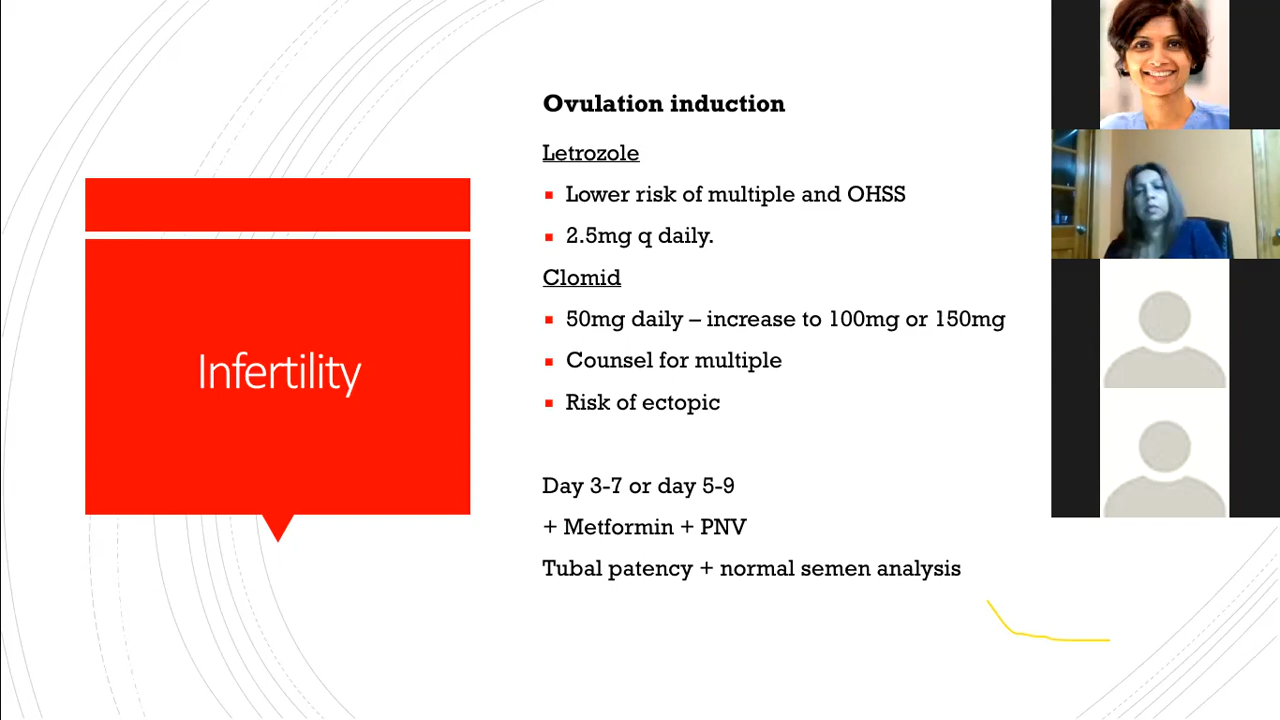 Infertility
Ovulation induction
Letrozole
Lower risk of multiple and OHSS
2.5mg q daily.
Clomid
50mg daily – increase to 100mg or 150mg
Counsel for multiple
Risk of ectopic
Day 3-7 or day 5-9
+ Metformin + PNV
Tubal patency + normal semen analysis